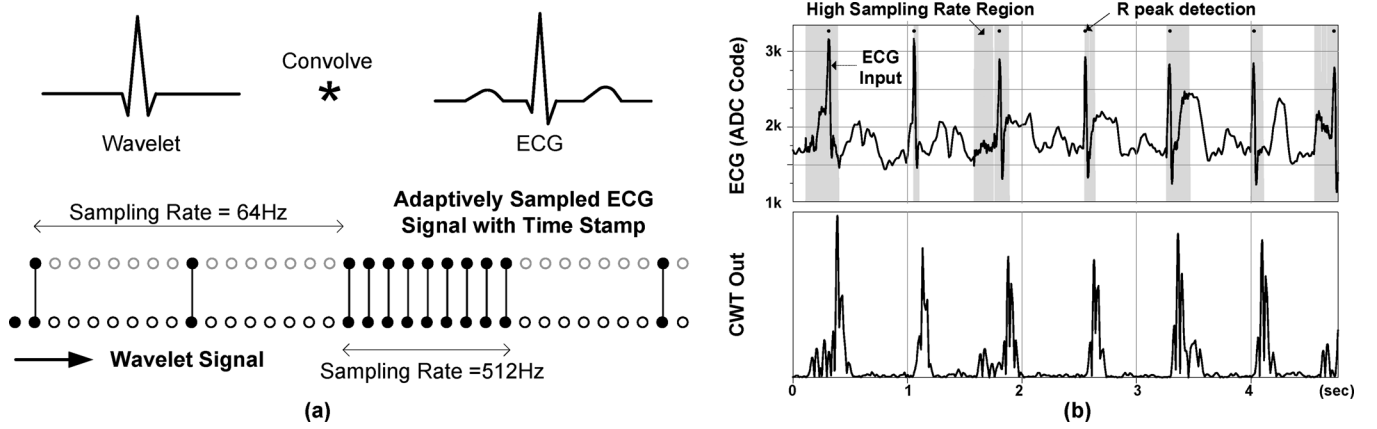 Convolve
*
Wavelet
ECG
Sampling Rate = 64Hz
Adaptively Sampled ECG
Signal with Time Stamp
Wavelet Signal
Sampling Rate =512Hz
(a)
High Sampling Rate Region
R peak detection
ECG
Input
ECG (ADC Code)
3k
2k
1k
CWT Out
0 1 2 3 4 (sec)
(b)